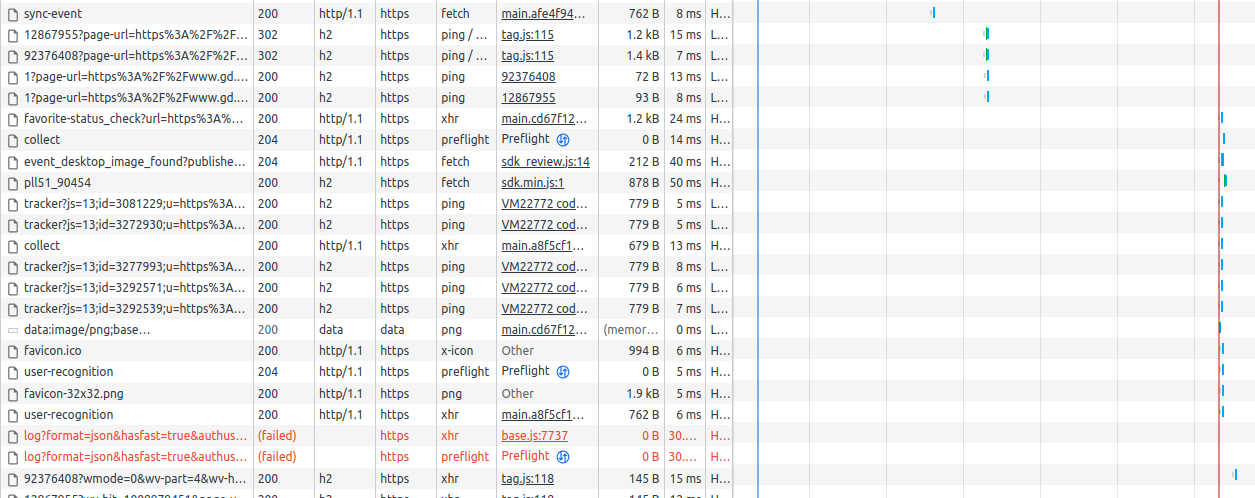 sync-event 200 http/1.1 https fetch main.afe4f94... 762 B 8 ms H...
12867955?page-url=https%3A%2F%2F... 302 h2 https ping / ... tag.js:115 1.2 kB 15 ms L...
92376408?page-url=https%3A%2F%2F... 302 h2 https ping / ... tag.js:115 1.4 kB 7 ms L...
1?page-url=https%3A%2F%2Fwww.gd.... 200 h2 https ping 92376408 72 B 13 ms L...
1?page-url=https%3A%2F%2Fwww.gd.... 200 h2 https ping 12867955 93 B 8 ms L...
favorite-status_check?url=https%3A%... 200 http/1.1 https xhr main.cd67f12... 1.2 kB 24 ms H...
collect 204 http/1.1 https preflight Preflight 0 B 14 ms H...
event_desktop_image_found?publishe... 204 http/1.1 https fetch sdk_review.js:14 212 B 40 ms H...
pll51_90454 200 h2 https fetch sdk.min.js:1 878 B 50 ms H...
tracker?js=13;id=3081229;u=https%3A... 200 h2 https ping VM22772 cod... 779 B 5 ms L...
tracker?js=13;id=3272930;u=https%3A... 200 h2 https ping VM22772 cod... 779 B 5 ms L...
collect 200 http/1.1 https xhr main.a8f5cf1... 679 B 13 ms H...
tracker?js=13;id=3277993;u=https%3A... 200 h2 https ping VM22772 cod... 779 B 8 ms L...
tracker?js=13;id=3292571;u=https%3A... 200 h2 https ping VM22772 cod... 779 B 6 ms L...
tracker?js=13;id=3292539;u=https%3A... 200 h2 https ping VM22772 cod... 779 B 7 ms L...
data:image/png;base... 200 data data png main.cd67f12... (memor... 0 ms L...
favicon.ico 200 http/1.1 https x-icon Other 994 B 6 ms H...
user-recognition 204 http/1.1 https preflight Preflight 0 B 5 ms H...
favicon-32x32.png 200 http/1.1 https png Other 1.9 kB 5 ms H...
user-recognition 200 http/1.1 https xhr main.a8f5cf1... 762 B 6 ms H...
log?format=json&hasfast=true&authus... (failed) https xhr base.js:7737 0 B 30.... H...
log?format=json&hasfast=true&authus... (failed) https preflight Preflight 0 B 30.... H...
92376408?wmode=0&wv-part=4&wv-h... 200 h2 https xhr tag.js:118 145 B 15 ms H...